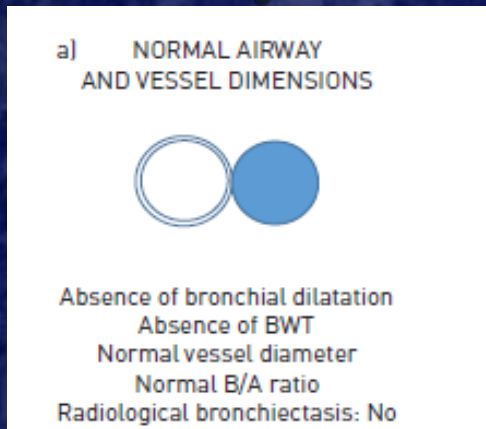 a) NORMAL AIRWAY
AND VESSEL DIMENSIONS
Absence of bronchial dilatation
Absence of BWT
Normal vessel diameter
Normal B/A ratio
Radiological bronchiectasis: No